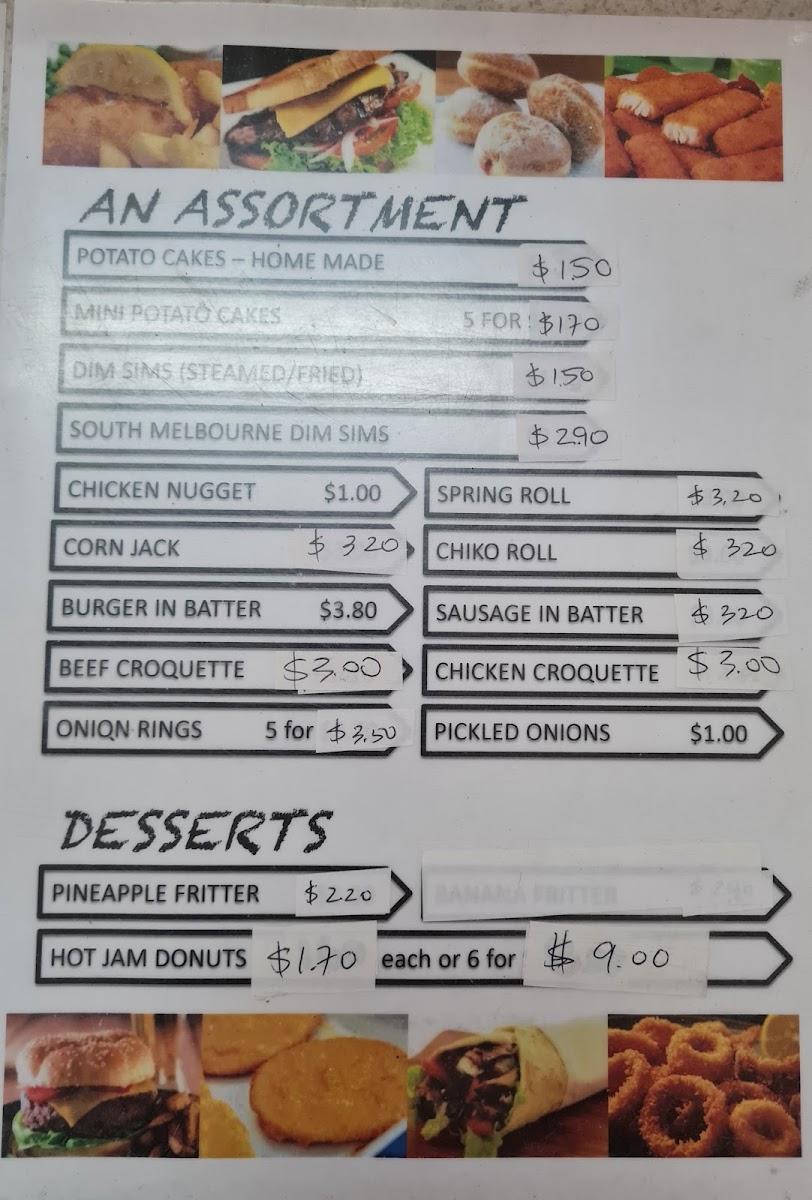 AN ASSORTMENT
POTATO CAKES – HOME MADE $1.50
MINI POTATO CAKES 5 FOR $1.70
DIM SIMS (STEAMED/FRIED) $1.50
SOUTH MELBOURNE DIM SIMS $2.90
CHICKEN NUGGET $1.00
SPRING ROLL $3.20
CORN JACK $3.20
CHIKO ROLL $3.20
BURGER IN BATTER $3.80
SAUSAGE IN BATTER $3.20
BEEF CROQUETTE $3.00
CHICKEN CROQUETTE $3.00
ONION RINGS 5 for $3.50
PICKLED ONIONS $1.00
DESSERTS
PINEAPPLE FRITTER $2.20
BANANA FRITTER
HOT JAM DONUTS $1.70 each or 6 for $9.00